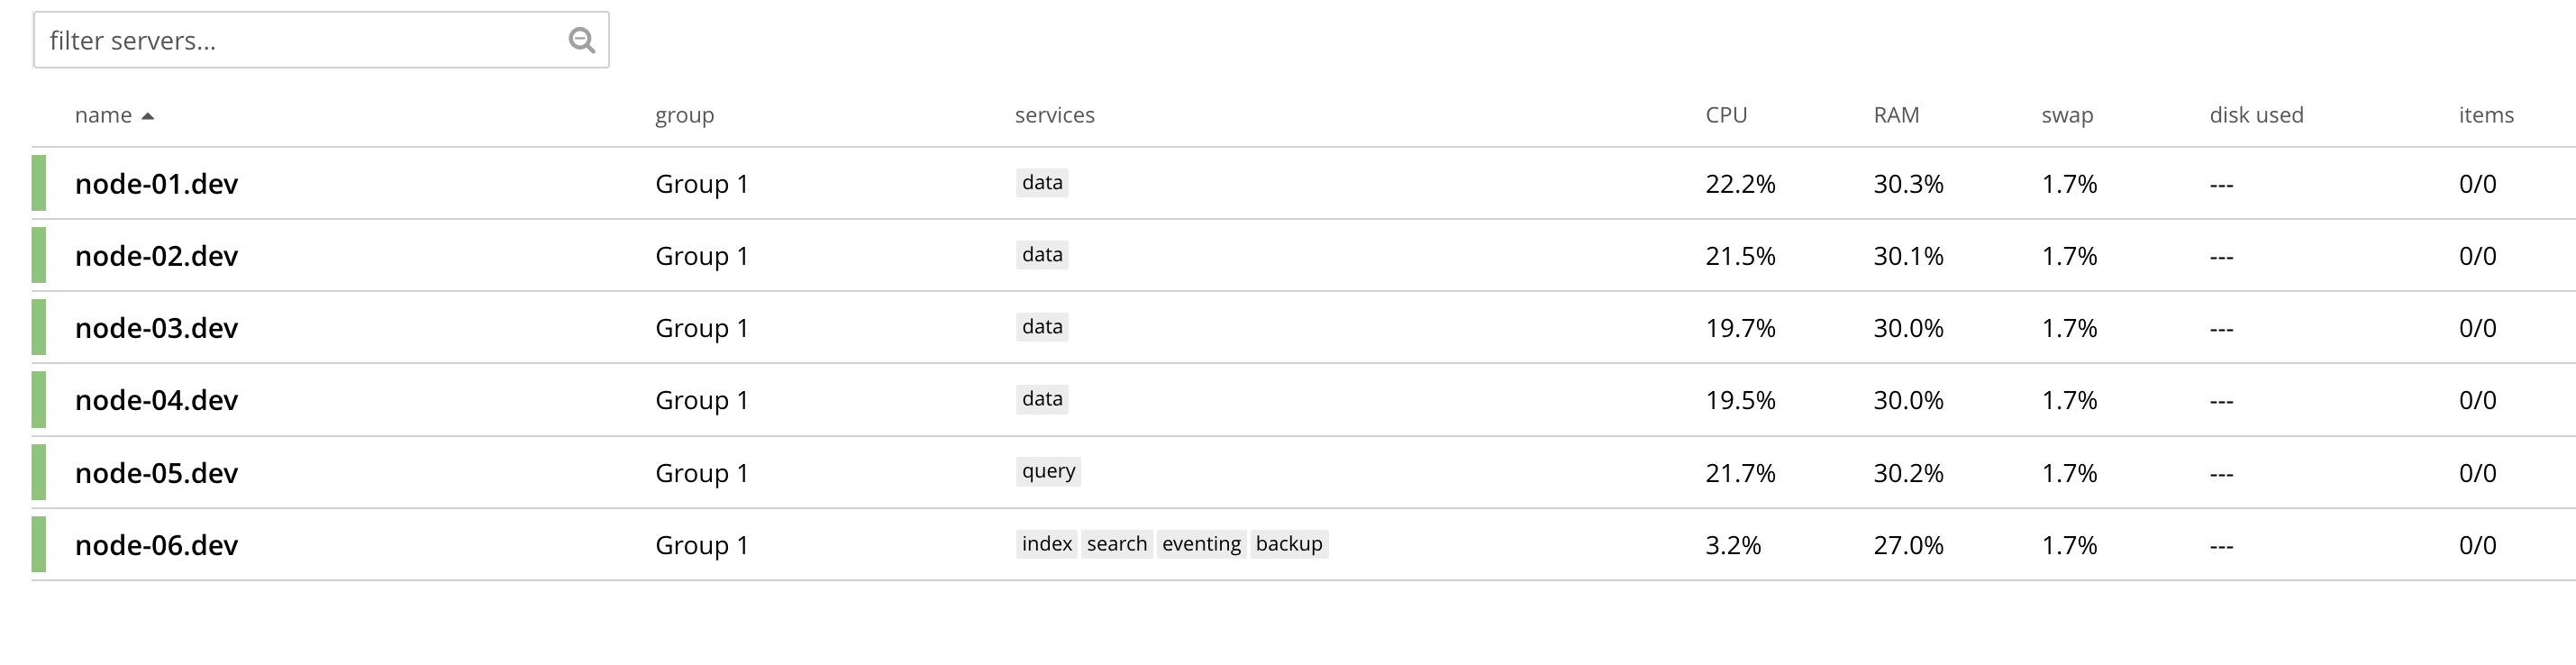 filter servers...
name group services CPU RAM swap disk used items
node-01.dev Group 1 data 22.2% 30.3% 1.7% --- 0/0
node-02.dev Group 1 data 21.5% 30.1% 1.7% --- 0/0
node-03.dev Group 1 data 19.7% 30.0% 1.7% --- 0/0
node-04.dev Group 1 data 19.5% 30.0% 1.7% --- 0/0
node-05.dev Group 1 query 21.7% 30.2% 1.7% --- 0/0
node-06.dev Group 1 index search eventing backup 3.2% 27.0% 1.7% --- 0/0